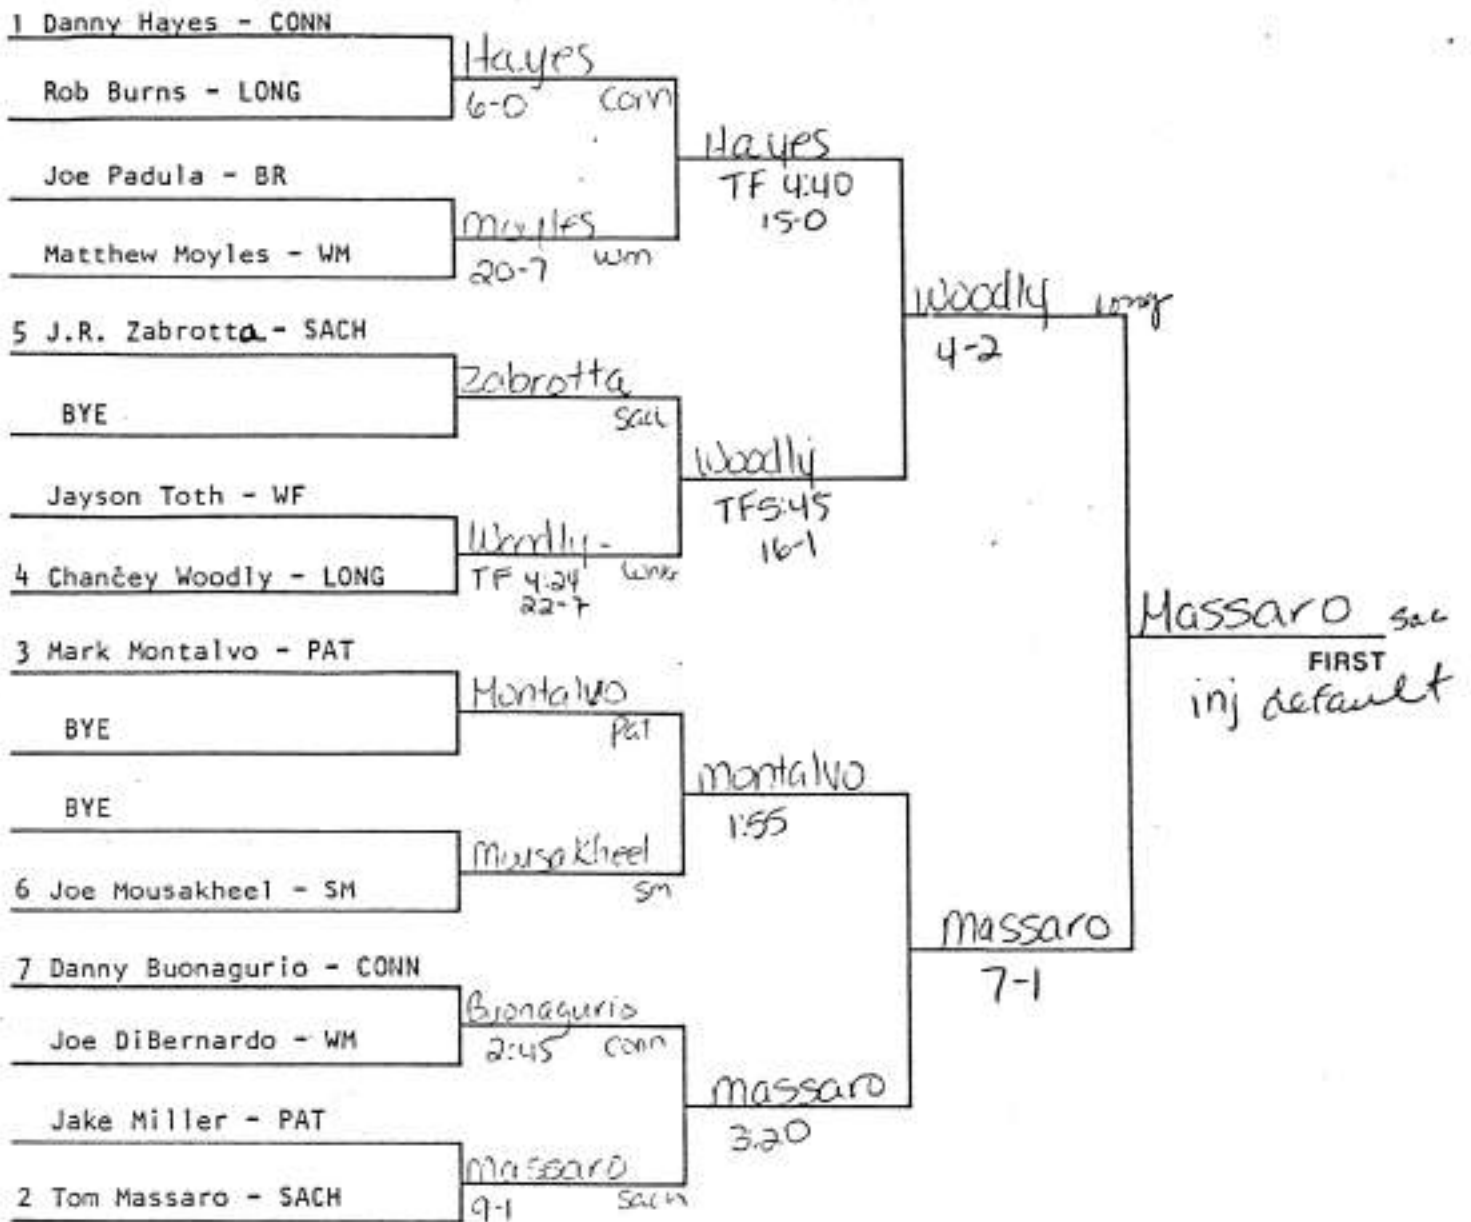 1 Danny Hayes - CONN
Hayes
Rob Burns - LONG
6-0 Conn
Hayes
TF 4:40
15-0
Joe Padula - BR
Moyles
Matthew Moyles - WM
20-7 wm
Woodly Long
4-2
5 J.R. Zabrotta - SACH
Zabrotta
BYE
Sach
Woodly
TF 5:45
16-1
Jayson Toth - WF
Woodly - Long
4 Chancey Woodly - LONG
TF 4:24
22-7
Massaro Sac
FIRST
inj default
3 Mark Montalvo - PAT
Montalvo
BYE
Pat
Montalvo
1:55
BYE
Mousakheel
6 Joe Mousakheel - SM
Sm
Massaro
7-1
7 Danny Buonagurio - CONN
Buonagurio
Joe DiBernardo - WM
2:45 Conn
Massaro
3:20
Jake Miller - PAT
Massaro
2 Tom Massaro - SACH
9-1 Sach